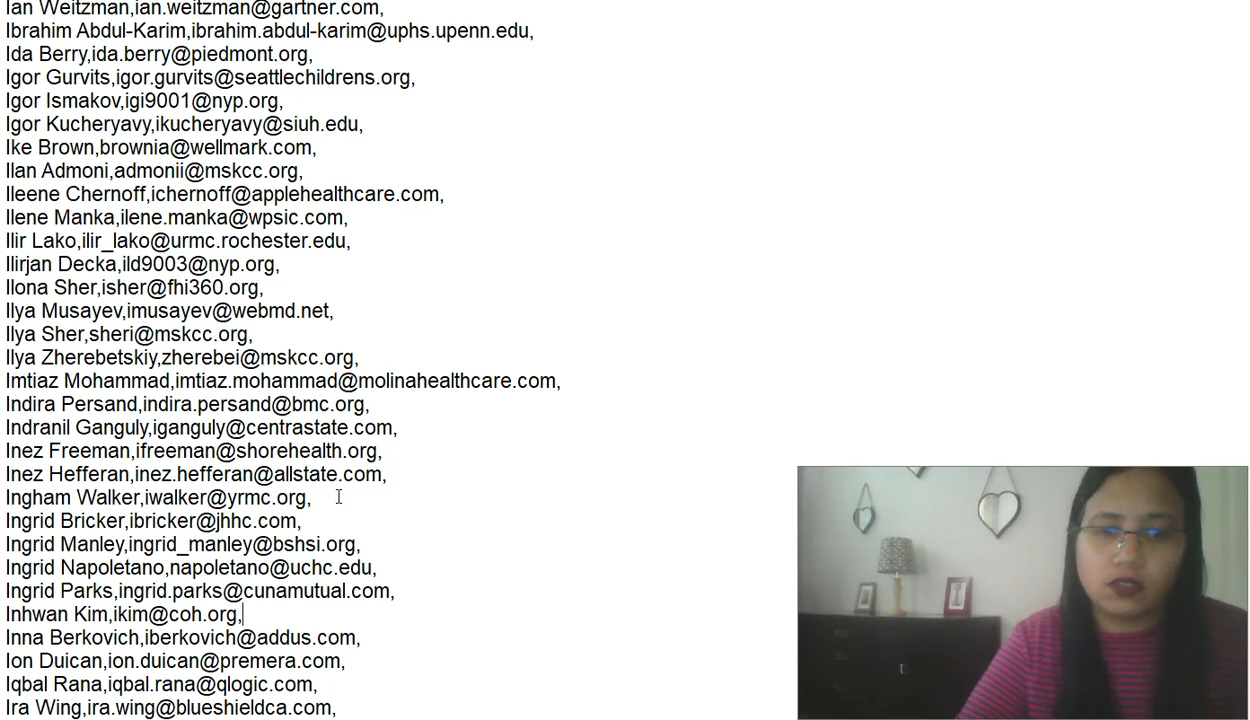 Ian Weitzman,ian.weitzman@gartner.com,
Ibrahim Abdul-Karim,ibrahim.abdul-karim@uphs.upenn.edu,
Ida Berry,ida.berry@piedmont.org,
Igor Gurvits,igor.gurvits@seattlechildrens.org,
Igor Ismakov,igi9001@nyp.org,
Igor Kucheryavy,ikucheryavy@siuh.edu,
Ike Brown,brownia@wellmark.com,
Ilan Admoni,admonii@mskcc.org,
Ileene Chernoff,ichernoff@applehealthcare.com,
Ilene Manka,ilene.manka@wpsic.com,
Ilir Lako,ilir_lako@urmc.rochester.edu,
Ilirjan Decka,ild9003@nyp.org,
Ilona Sher,isher@fhi360.org,
Ilya Musayev,imusayev@webmd.net,
Ilya Sher,sheri@mskcc.org,
Ilya Zherebetskiy,zherebei@mskcc.org,
Imtiaz Mohammad,imtiaz.mohammad@molinahealthcare.com,
Indira Persand,indira.persand@bmc.org,
Indranil Ganguly,iganguly@centrastate.com,
Inez Freeman,ifreeman@shorehealth.org,
Inez Hefferan,inez.hefferan@allstate.com,
Ingham Walker,iwalker@yrmc.org,
Ingrid Bricker,ibricker@jhhc.com,
Ingrid Manley,ingrid_manley@bshsi.org,
Ingrid Napoletano,napoletano@uchc.edu,
Ingrid Parks,ingrid.parks@cunamutual.com,
Inhwan Kim,ikim@coh.org,
Inna Berkovich,iberkovich@addus.com,
Ion Duican,ion.duican@premera.com,
Iqbal Rana,iqbal.rana@qlogic.com,
Ira Wing,ira.wing@blueshieldca.com,